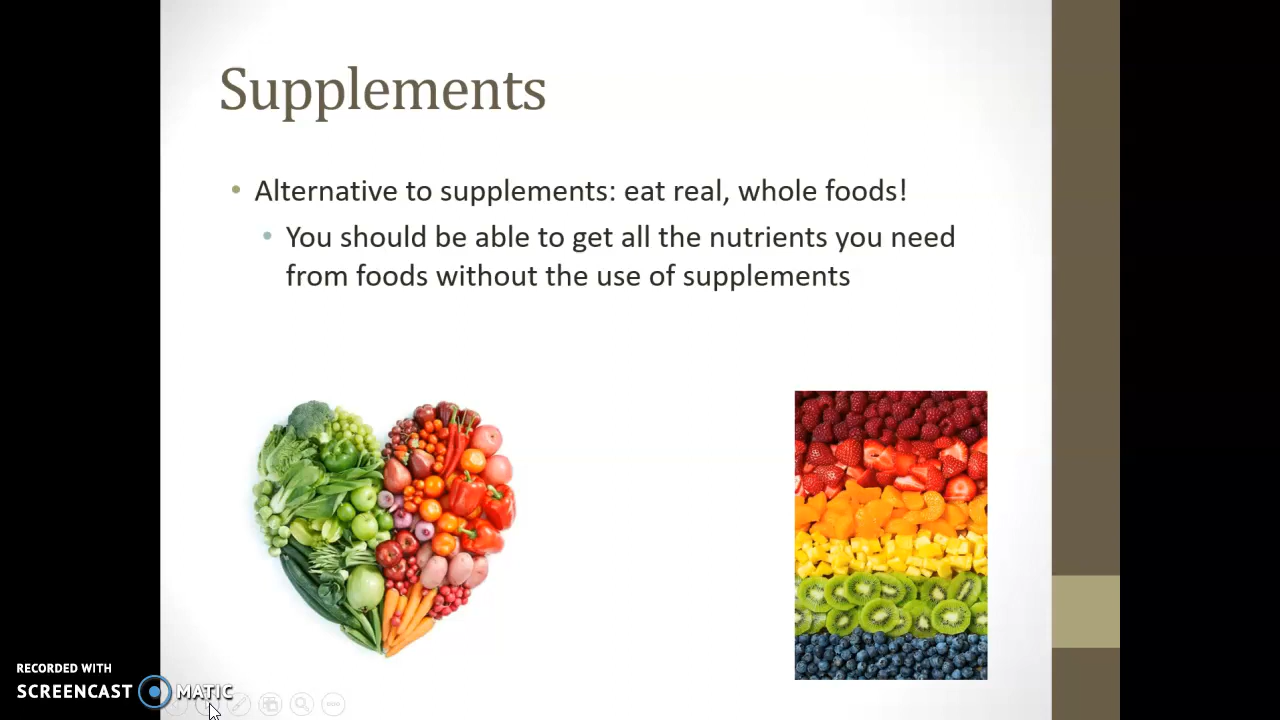 Supplements
• Alternative to supplements: eat real, whole foods!
• You should be able to get all the nutrients you need
from foods without the use of supplements
RECORDED WITH
SCREENCAST MATIC